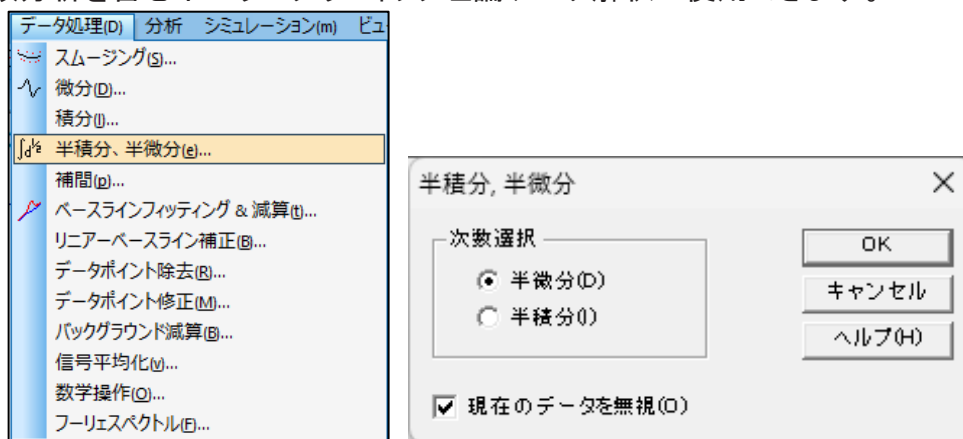 データ処理(D) 分析 シミュレーション(m) ビュ
スムージング(S)...
微分(D)...
積分(I)...
半積分、半微分(e)...
補間(p)...
ベースラインフィッティング & 減算(t)...
リニアーベースライン補正(B)...
データポイント除去(R)...
データポイント修正(M)...
バックグラウンド減算(B)...
信号平均化(v)...
数学操作(O)...
フーリェスペクトル(F)...
半積分, 半微分
次数選択
半微分(D)
半積分(I)
OK
キャンセル
ヘルプ(H)
現在のデータを無視(O)